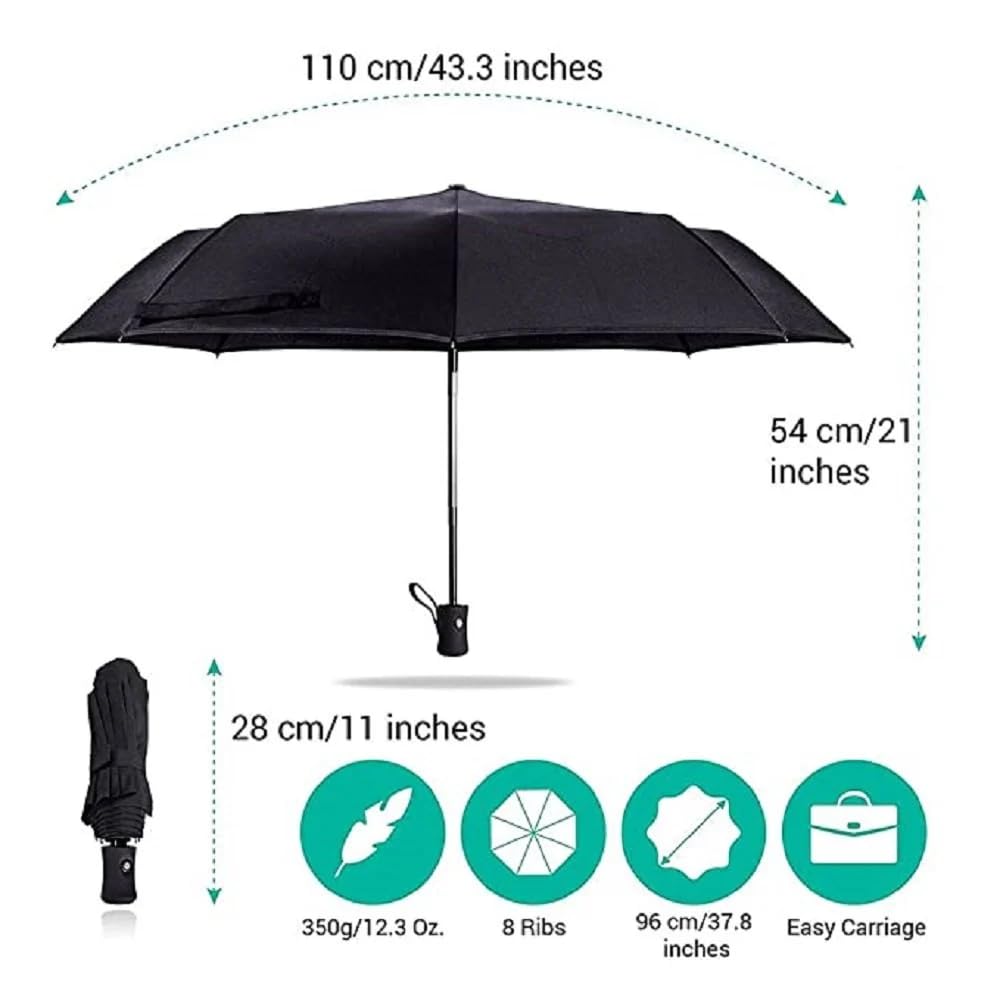 110 cm/43.3 inches
54 cm/21
inches
28 cm/11 inches
350g/12.3 Oz.
8 Ribs
96 cm/37.8
inches
Easy Carriage